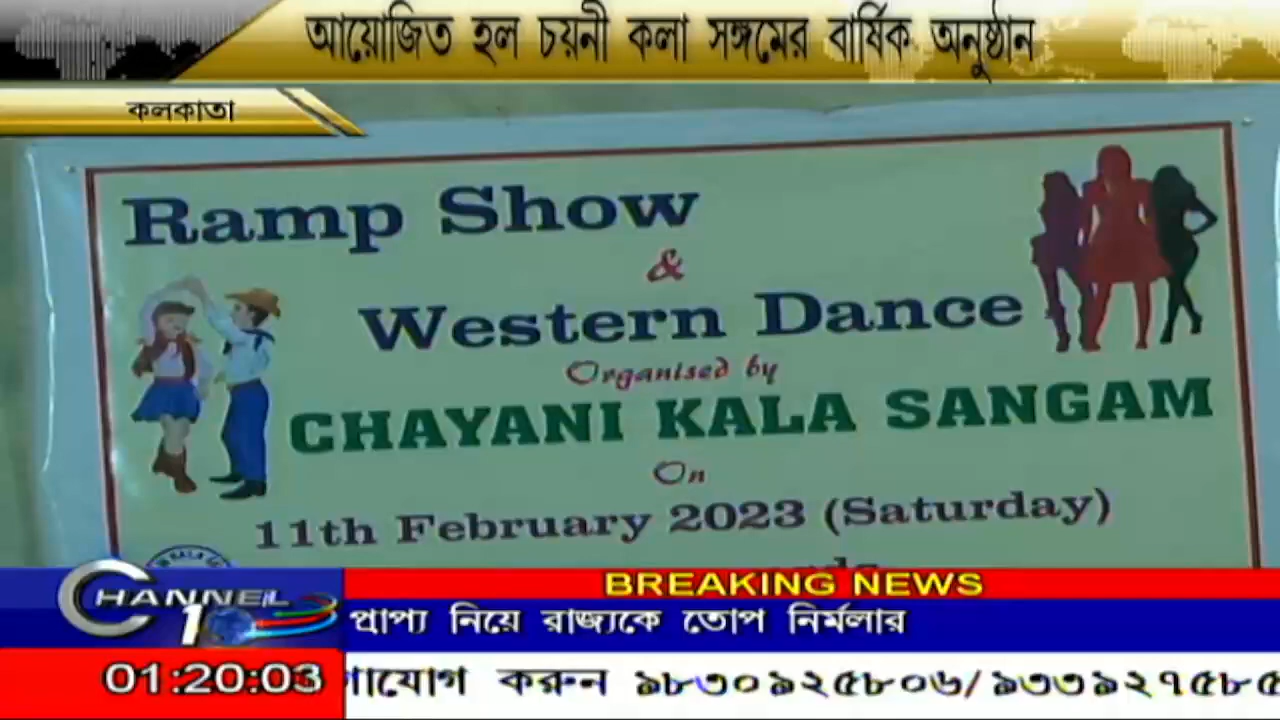 আয়োজিত হল চয়নী কলা সঙ্গমের বার্ষিক অনুষ্ঠান
কলকাতা
Ramp Show
&
Western Dance
Organised by
CHAYANI KALA SANGAM
On
11th February 2023 (Saturday)
CHANNEL 10
BREAKING NEWS
প্রাপ্য নিয়ে রাজ্যকে তোপ নির্মলার
01:20:03
করুন ৯৮৩০৯২৫৮০৬/৯৩৩৯২৭৫৮৫